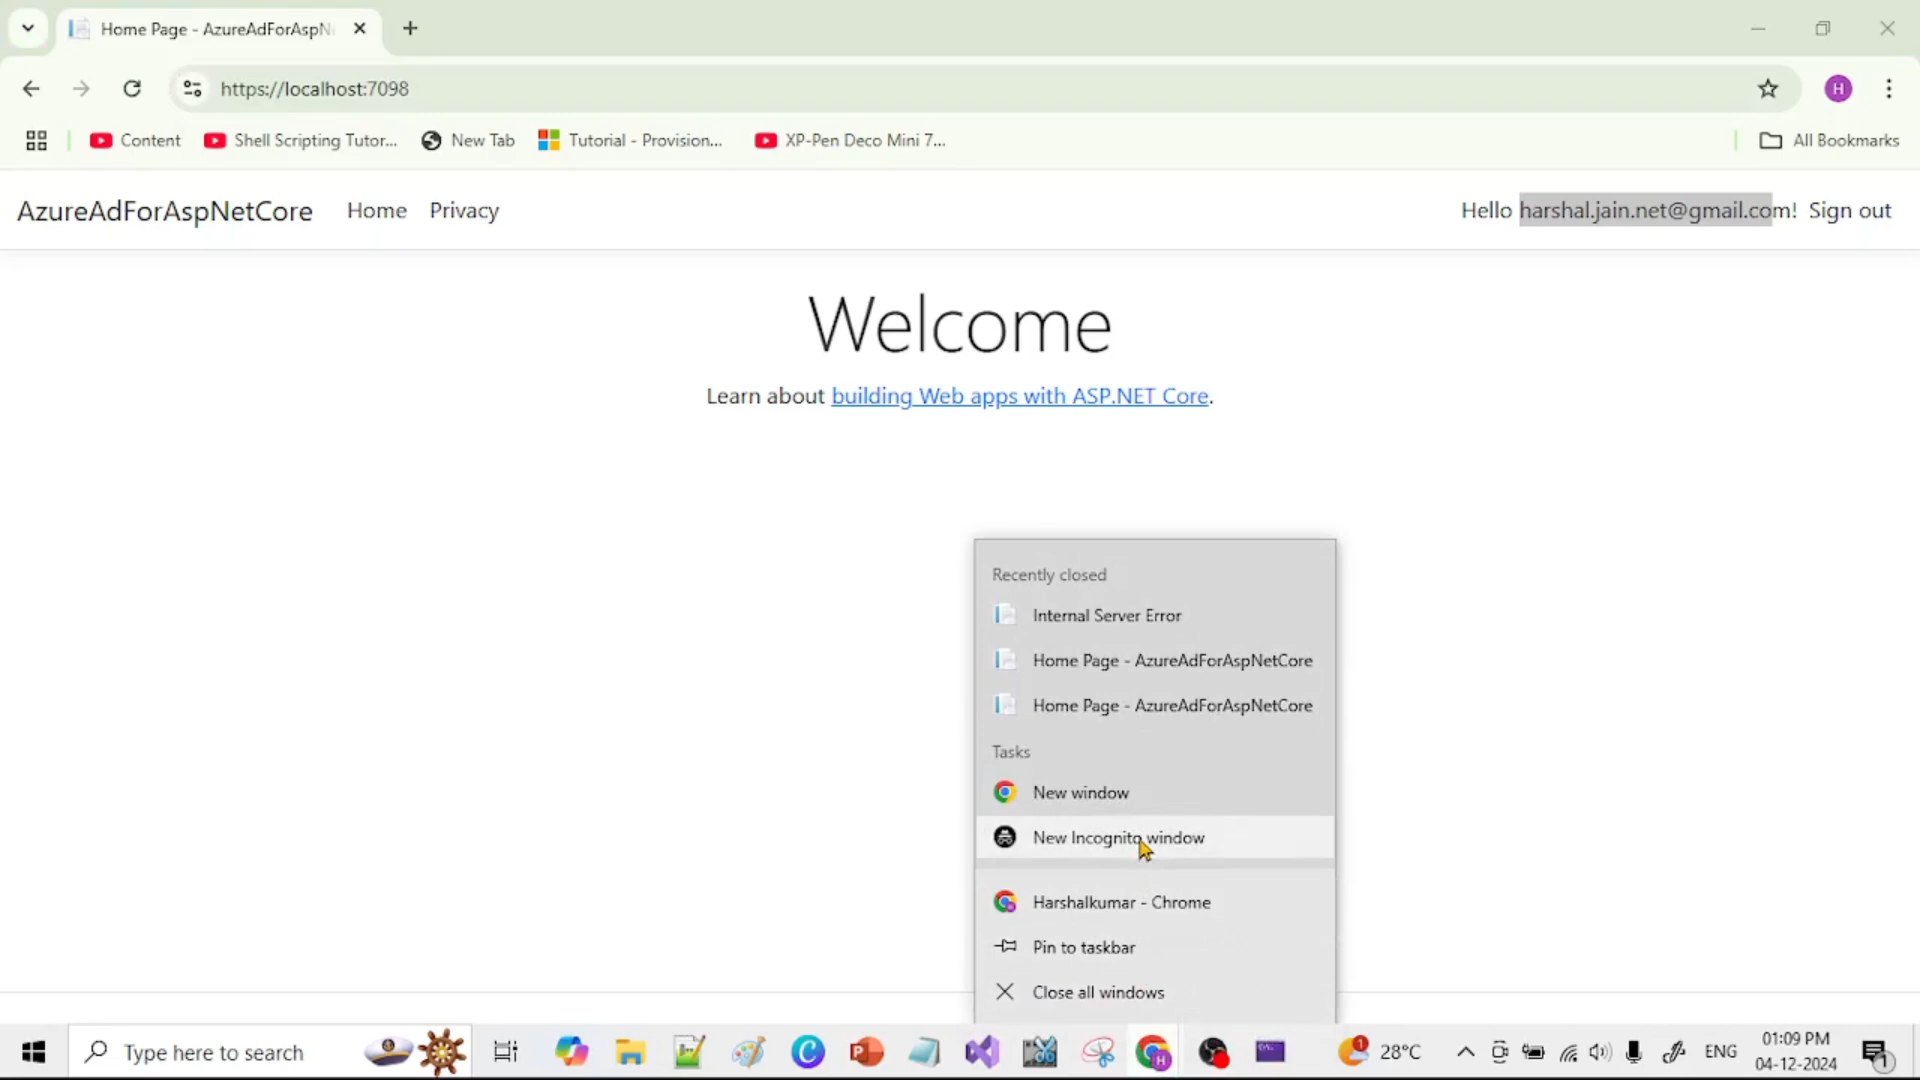 Home Page - AzureAdForAspN
https://localhost:7098
H
Content
Shell Scripting Tutor...
New Tab
Tutorial - Provision...
XP-Pen Deco Mini 7...
All Bookmarks
AzureAdForAspNetCore
Home
Privacy
Hello harshal.jain.net@gmail.com!
Sign out
Welcome
Learn about building Web apps with ASP.NET Core.
Recently closed
Internal Server Error
Home Page - AzureAdForAspNetCore
Home Page - AzureAdForAspNetCore
Tasks
New window
New Incognito window
Harshalkumar - Chrome
Pin to taskbar
Close all windows
Type here to search
28°C
ENG
01:09 PM
04-12-2024
1